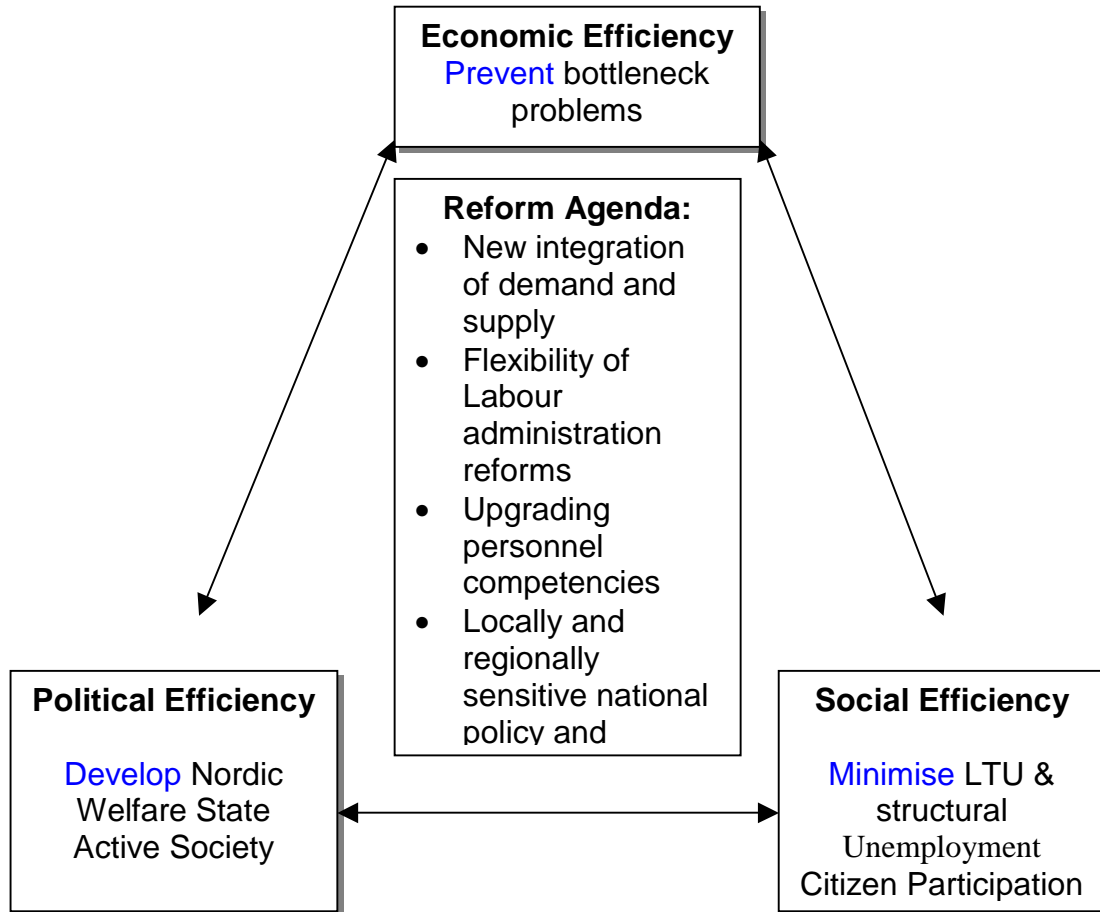 Economic Efficiency
Prevent bottleneck
problems
Reform Agenda:
• New integration
of demand and
supply
• Flexibility of
Labour
administration
reforms
• Upgrading
personnel
competencies
• Locally and
regionally
sensitive national
policy and
Political Efficiency
Develop Nordic
Welfare State
Active Society
Social Efficiency
Minimise LTU &
structural
Unemployment
Citizen Participation